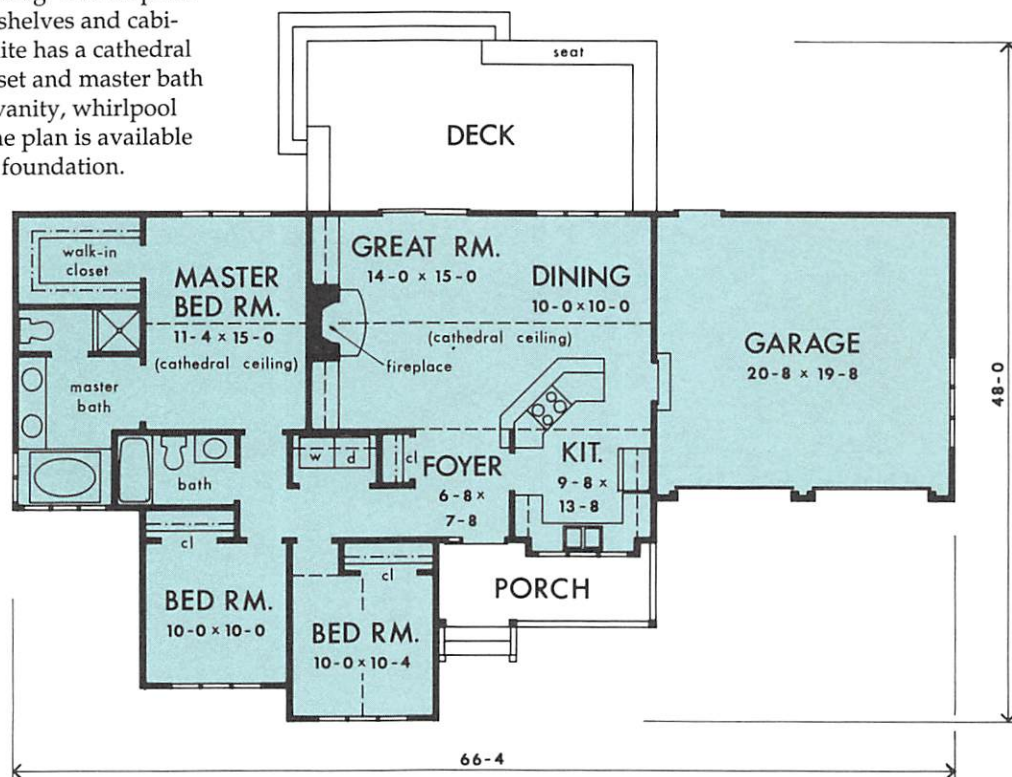 shelves and cabi-
ite has a cathedral
set and master bath
vanity, whirlpool
ne plan is available
foundation.
seat
DECK
walk-in
closet
MASTER
BED RM.
11-4 x 15-0
(cathedral ceiling)
GREAT RM.
14-0 x 15-0
DINING
10-0x10-0
(cathedral ceiling)
fireplace
GARAGE
20-8 x 19-8
48-0
master
bath
bath
w d
cl
FOYER
6-8 x
7-8
KIT.
9-8 x
13-8
cl
BED RM.
10-0 x 10-0
cl
BED RM.
10-0 x 10-4
PORCH
66-4